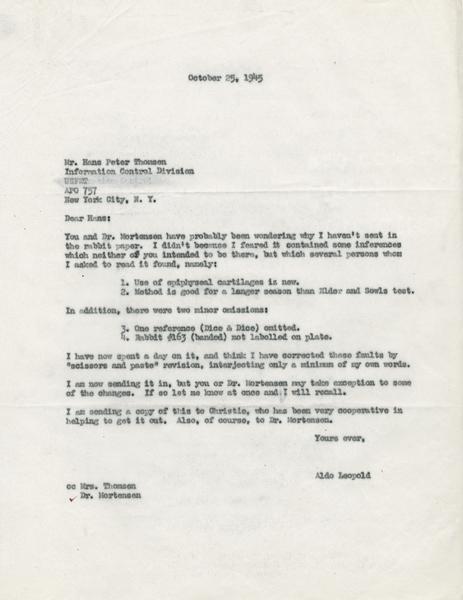 October 25, 1945
Mr. Hans Peter Thomsen
Information Control Division
APO 757
New York City, N. Y.
Dear Hans:
You and Dr. Mortensen have probably been wondering why I haven't sent in
the rabbit paper. I didn't because I feared it contained some inferences
which neither of you intended to be there, but which several persons whom
I asked to read it found, namely:
1. Use of epiphyseal cartilages is new.
2. Method is good for a longer season than Elder and Sowls test.
In addition, there were two minor omissions:
3. One reference (Dice & Dice) omitted.
4. Rabbit #163 (banded) not labelled on plate.
I have now spent a day on it, and think I have corrected these faults by
"scissors and paste" revision, interjecting only a minimum of my own words.
I am now sending it in, but you or Dr. Mortensen may take exception to some
of the changes. If so let me know at once and I will recall.
I am sending a copy of this to Christie, who has been very cooperative in
helping to get it out. Also, of course, to Dr. Mortensen.
Yours ever,
Aldo Leopold
cc Mrs. Thomsen
✓ Dr. Mortensen